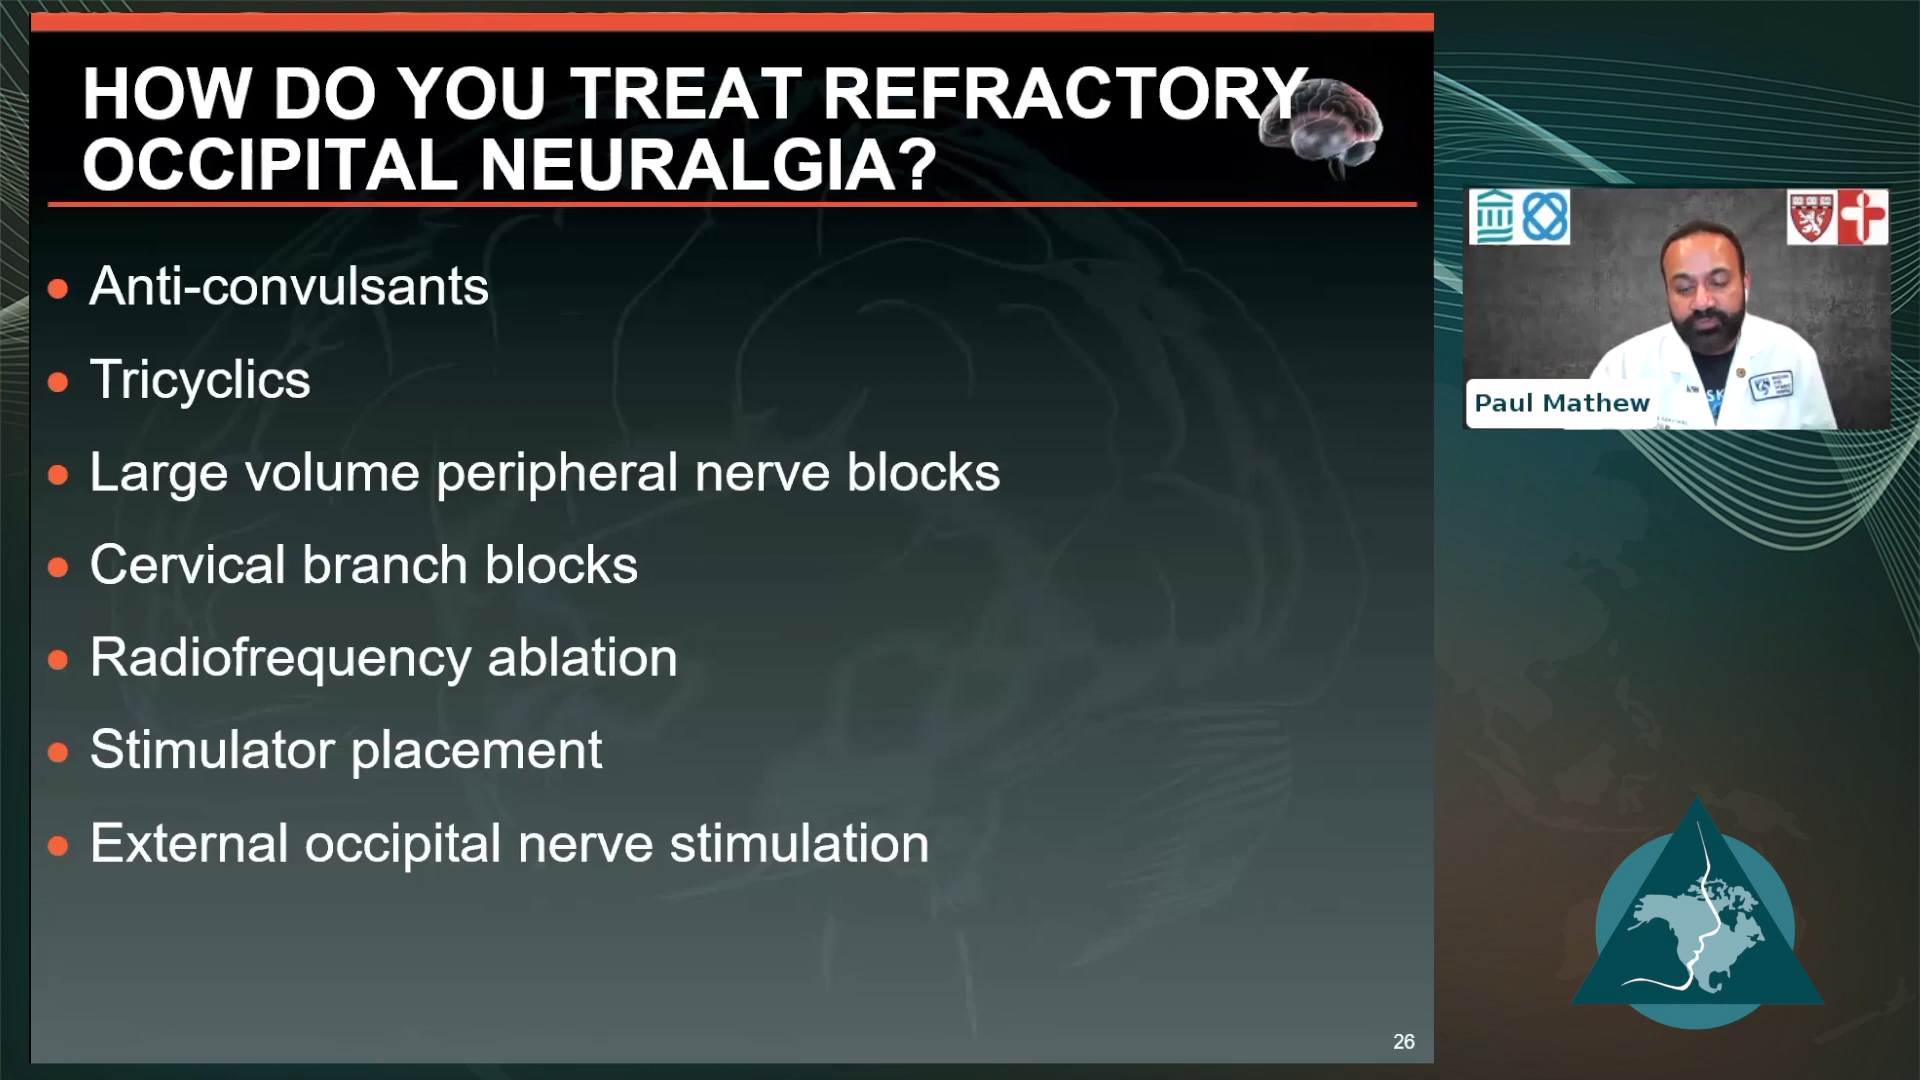 HOW DO YOU TREAT REFRACTORY
OCCIPITAL NEURALGIA?
• Anti-convulsants
• Tricyclics
• Large volume peripheral nerve blocks
• Cervical branch blocks
• Radiofrequency ablation
• Stimulator placement
• External occipital nerve stimulation
26
Paul Mathew